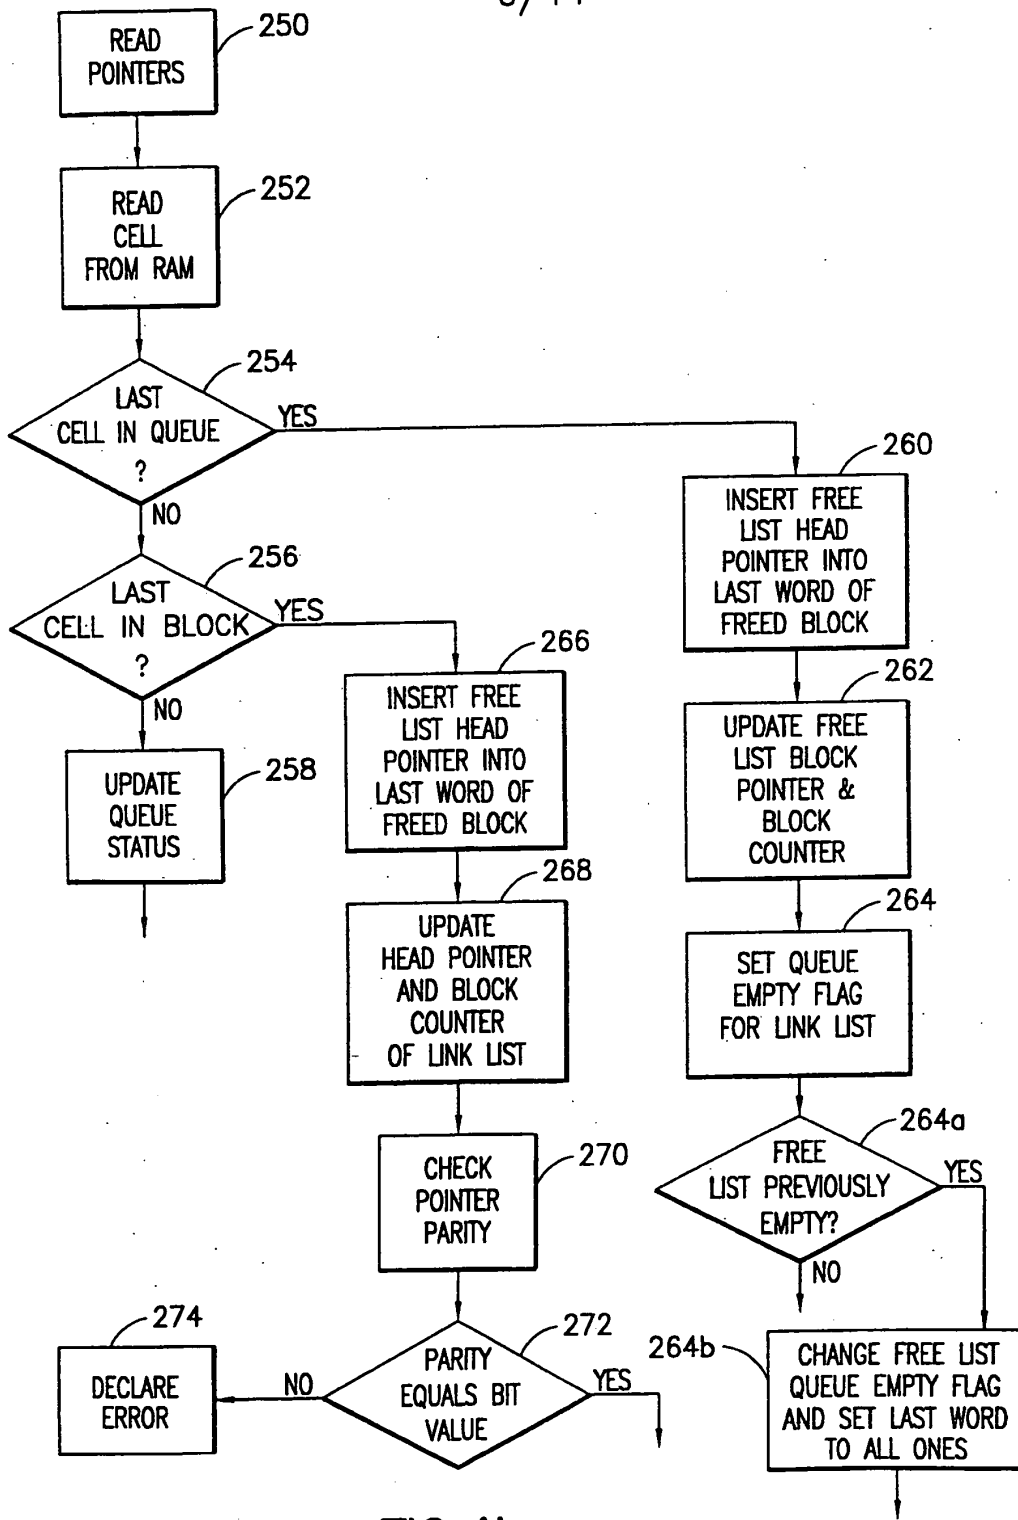 READ
POINTERS
250
READ
CELL
FROM RAM
252
LAST
CELL IN QUEUE
?
254
YES
NO
LAST
CELL IN BLOCK
?
256
YES
NO
UPDATE
QUEUE
STATUS
258
INSERT FREE
LIST HEAD
POINTER INTO
LAST WORD OF
FREED BLOCK
260
UPDATE FREE
LIST BLOCK
POINTER &
BLOCK
COUNTER
262
SET QUEUE
EMPTY FLAG
FOR LINK LIST
264
FREE
LIST PREVIOUSLY
EMPTY?
264a
YES
NO
CHANGE FREE LIST
QUEUE EMPTY FLAG
AND SET LAST WORD
TO ALL ONES
264b
INSERT FREE
LIST HEAD
POINTER INTO
LAST WORD OF
FREED BLOCK
266
UPDATE
HEAD POINTER
AND BLOCK
COUNTER
OF LINK LIST
268
CHECK
POINTER
PARITY
270
PARITY
EQUALS BIT
VALUE
272
YES
NO
DECLARE
ERROR
274